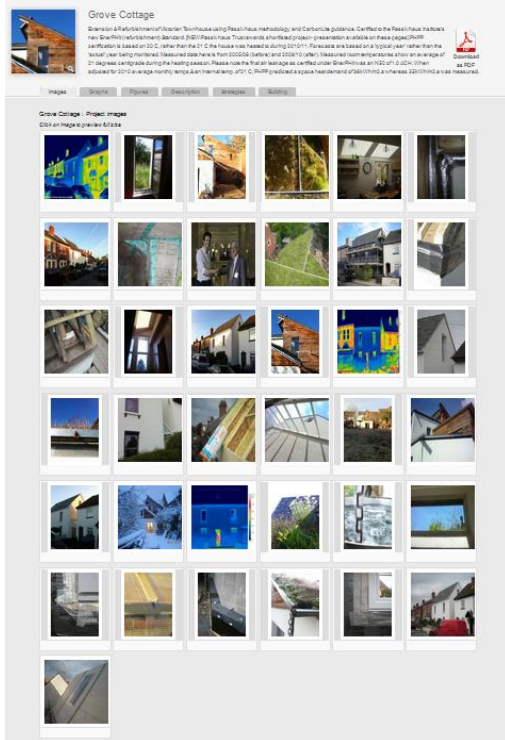 Grove Cottage
Extension & Refurbishment of Victorian Townhouse using Passivhaus methodology and CarbonLite guidance. Certified to the Passivhaus Institute's
new EnerPHit (refurbishment) Standard. [NEW Passivhaus Trust awards shortlisted project - presentation available on these pages] PHPP
certification is based on 20 C, rather than the 21 C the house was heated to during 2010/11. Forecasts are based on a 'typical year' rather than the
'actual' year being monitored. Measured data here is from 2005/06 (before) and 2009/10 (after). Measured room temperatures show an average of
21 degrees centigrade during the heating season. Please note the final air leakage as certified under EnerPHit was an N50 of 1.0 ACH. When
adjusted for 2010 average monthly temps & an internal temp. of 21 C, PHPP predicted a space heat demand of whereas was measured.
PDF
Download
as PDF
Images
Graphs
Figures
Description
Strategies
Building
Grove Cottage : Project images
Click on image to preview full size